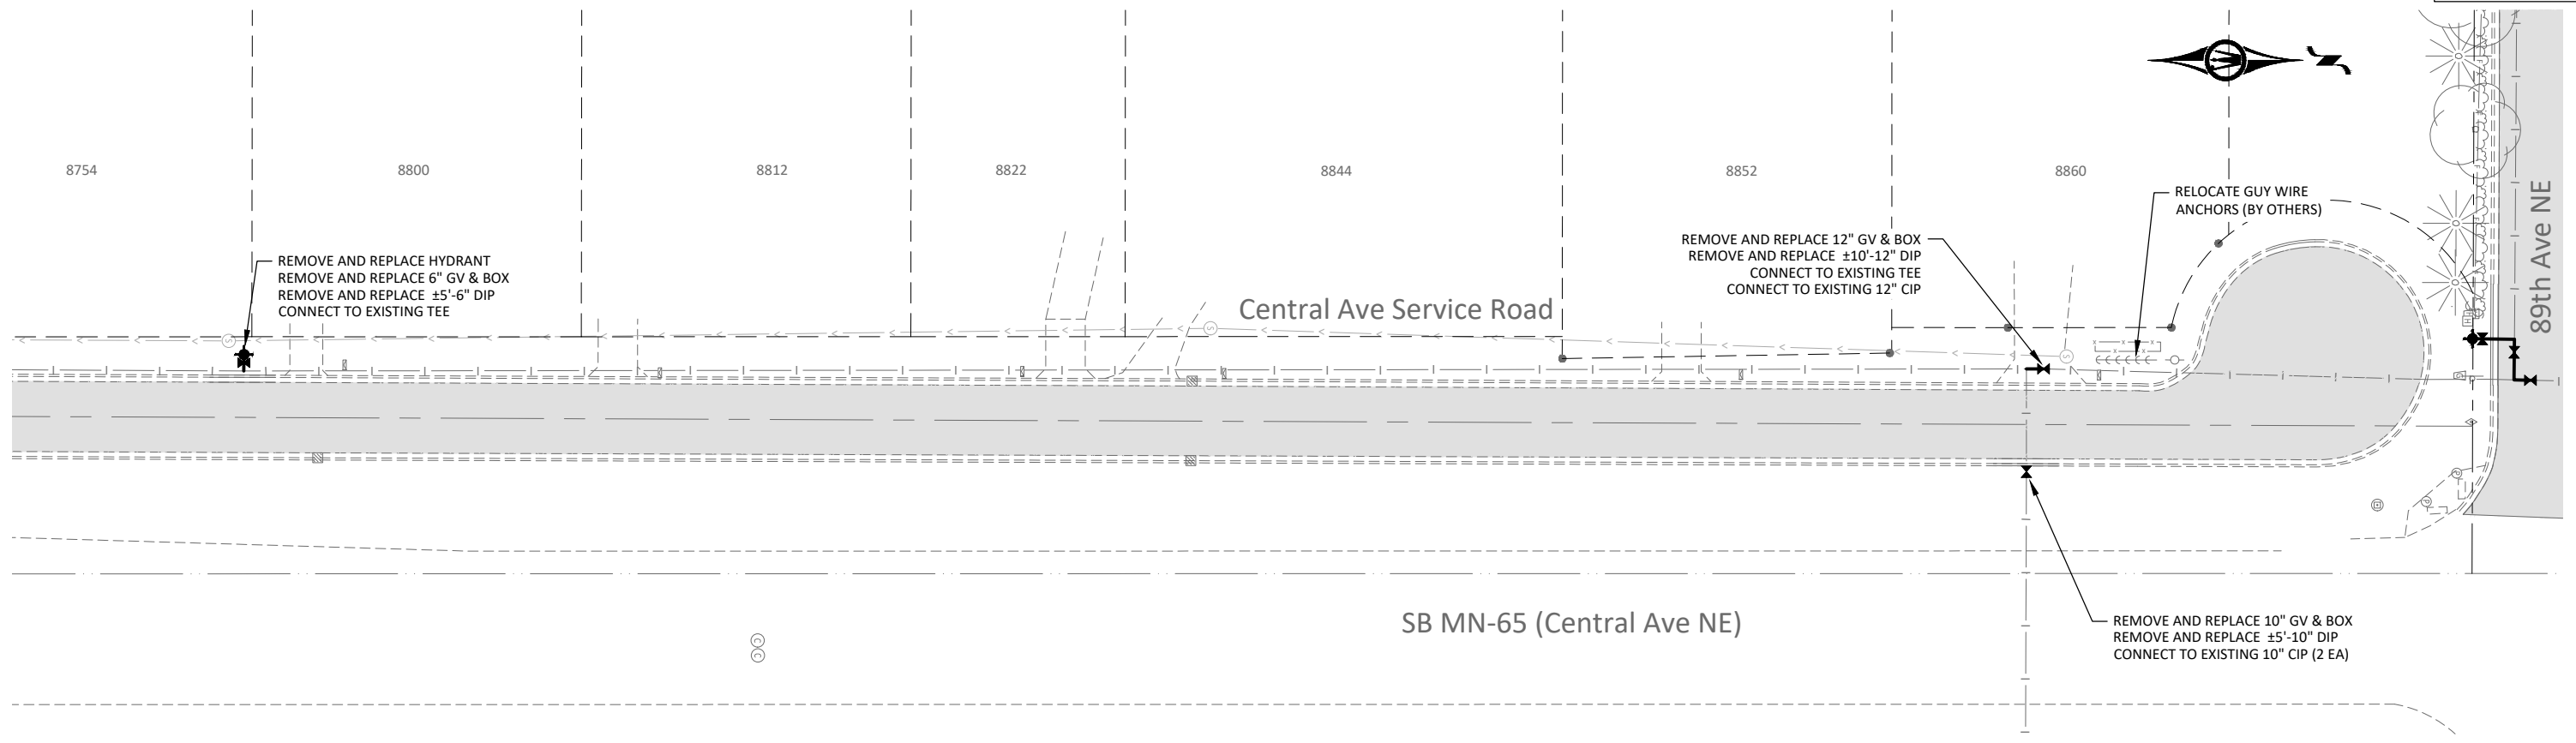 8754
8800
8812
8822
8844
8852
8860
RELOCATE GUY WIRE
ANCHORS (BY OTHERS)
89th Ave NE
REMOVE AND REPLACE HYDRANT
REMOVE AND REPLACE 6" GV & BOX
REMOVE AND REPLACE ±5'-6" DIP
CONNECT TO EXISTING TEE
REMOVE AND REPLACE 12" GV & BOX
REMOVE AND REPLACE ±10'-12" DIP
CONNECT TO EXISTING TEE
CONNECT TO EXISTING 12" CIP
Central Ave Service Road
SB MN-65 (Central Ave NE)
REMOVE AND REPLACE 10" GV & BOX
REMOVE AND REPLACE ±5'-10" DIP
CONNECT TO EXISTING 10" CIP (2 EA)
S
S
S
C
C